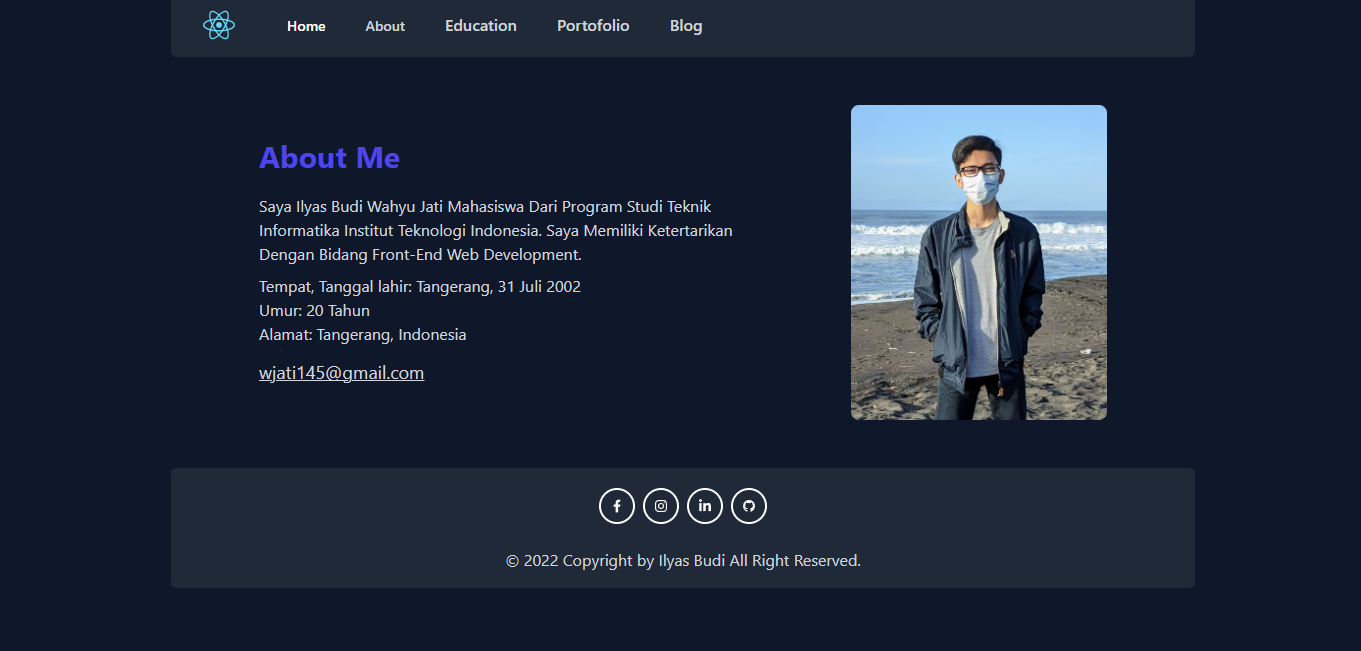 Home About Education Portofolio Blog
About Me
Saya Ilyas Budi Wahyu Jati Mahasiswa Dari Program Studi Teknik
Informatika Institut Teknologi Indonesia. Saya Memiliki Ketertarikan
Dengan Bidang Front-End Web Development.
Tempat, Tanggal lahir: Tangerang, 31 Juli 2002
Umur: 20 Tahun
Alamat: Tangerang, Indonesia
wjati145@gmail.com
© 2022 Copyright by Ilyas Budi All Right Reserved.